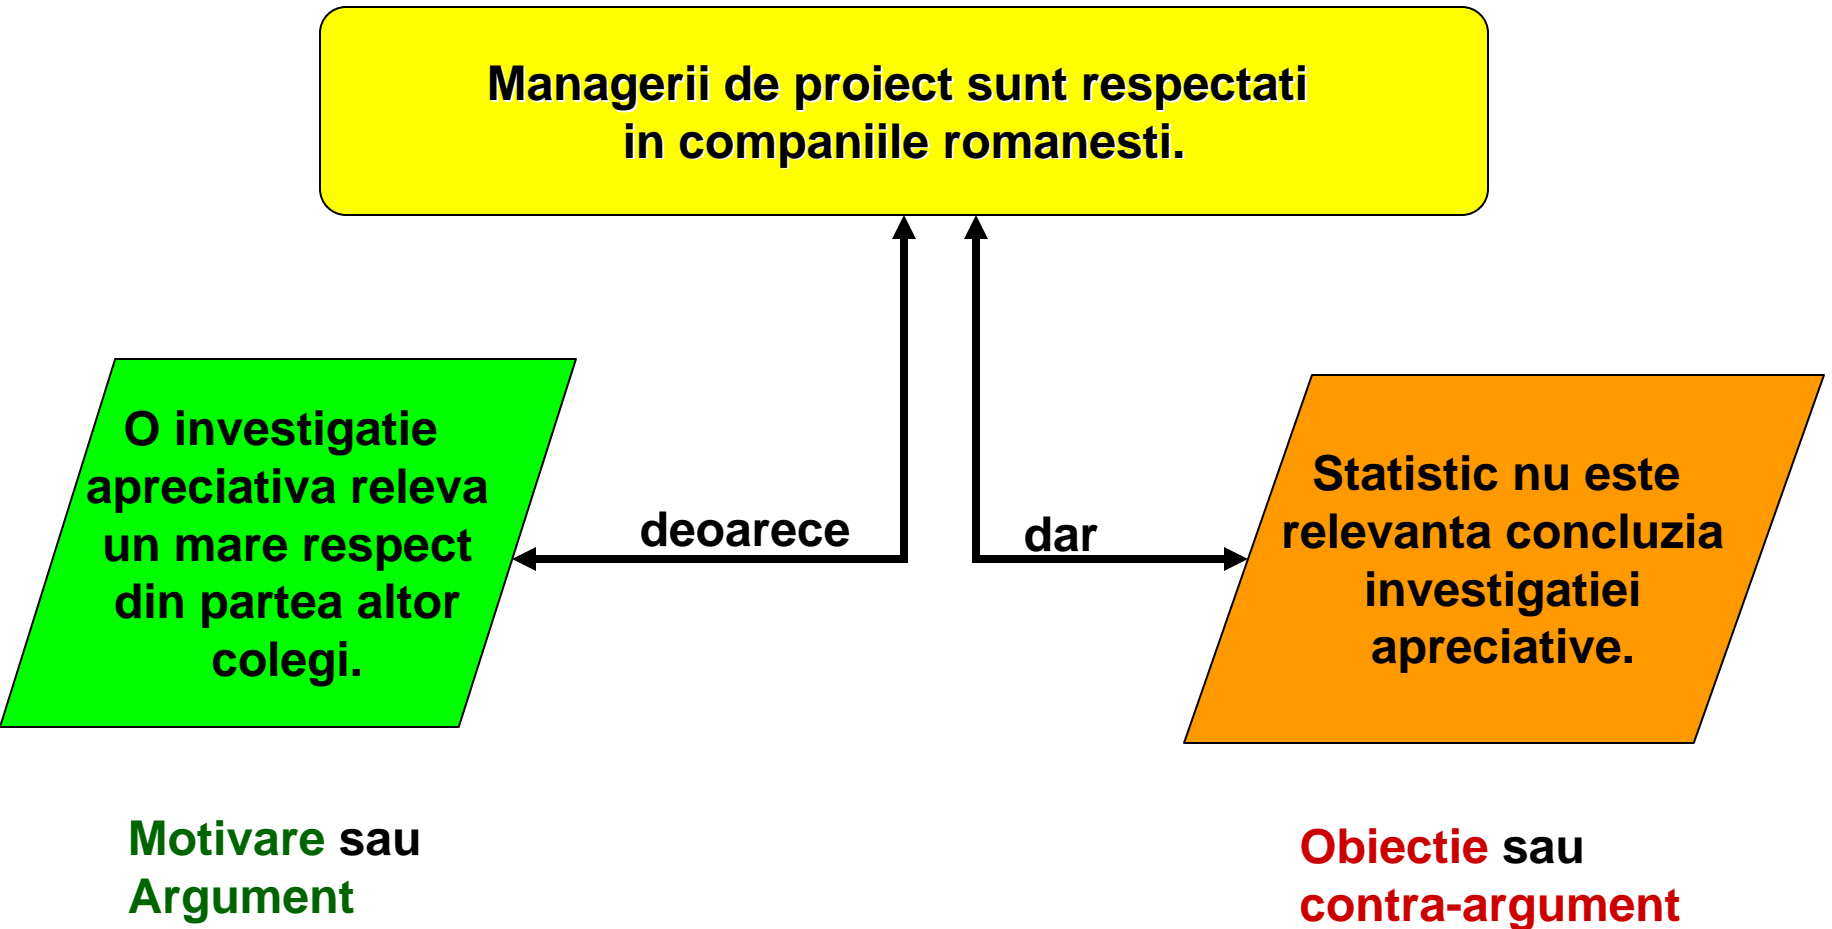 Managerii de proiect sunt respectati
in companiile romanesti.
O investigatie
apreciativa releva
un mare respect
din partea altor
colegi.
deoarece
dar
Statistic nu este
relevanta concluzia
investigatiei
apreciative.
Motivare sau
Argument
Obiectie sau
contra-argument